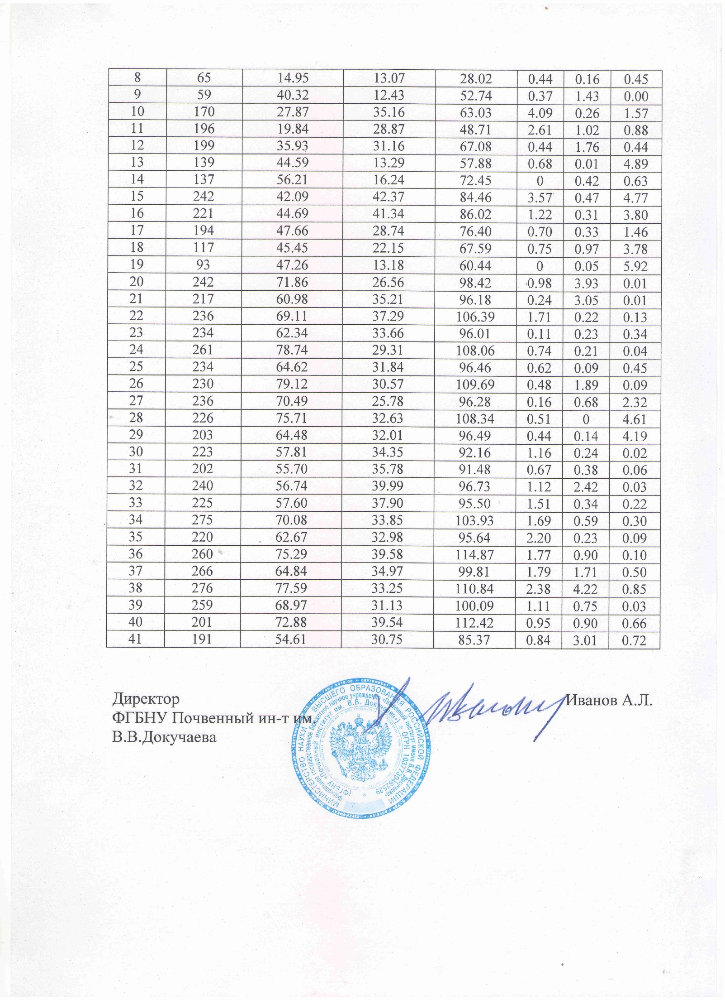 8 65 14.95 13.07 28.02 0.44 0.16 0.45
9 59 40.32 12.43 52.74 0.37 1.43 0.00
10 170 27.87 35.16 63.03 4.09 0.26 1.57
11 196 19.84 28.87 48.71 2.61 1.02 0.88
12 199 35.93 31.16 67.08 0.44 1.76 0.44
13 139 44.59 13.29 57.88 0.68 0.01 4.89
14 137 56.21 16.24 72.45 0 0.42 0.63
15 242 42.09 42.37 84.46 3.57 0.47 4.77
16 221 44.69 41.34 86.02 1.22 0.31 3.80
17 194 47.66 28.74 76.40 0.70 0.33 1.46
18 117 45.45 22.15 67.59 0.75 0.97 3.78
19 93 47.26 13.18 60.44 0 0.05 5.92
20 242 71.86 26.56 98.42 0.98 3.93 0.01
21 217 60.98 35.21 96.18 0.24 3.05 0.01
22 236 69.11 37.29 106.39 1.71 0.22 0.13
23 234 62.34 33.66 96.01 0.11 0.23 0.34
24 261 78.74 29.31 108.06 0.74 0.21 0.04
25 234 64.62 31.84 96.46 0.62 0.09 0.45
26 230 79.12 30.57 109.69 0.48 1.89 0.09
27 236 70.49 25.78 96.28 0.16 0.68 2.32
28 226 75.71 32.63 108.34 0.51 0 4.61
29 203 64.48 32.01 96.49 0.44 0.14 4.19
30 223 57.81 34.35 92.16 1.16 0.24 0.02
31 202 55.70 35.78 91.48 0.67 0.38 0.06
32 240 56.74 39.99 96.73 1.12 2.42 0.03
33 225 57.60 37.90 95.50 1.51 0.34 0.22
34 275 70.08 33.85 103.93 1.69 0.59 0.30
35 220 62.67 32.98 95.64 2.20 0.23 0.09
36 260 75.29 39.58 114.87 1.77 0.90 0.10
37 266 64.84 34.97 99.81 1.79 1.71 0.50
38 276 77.59 33.25 110.84 2.38 4.22 0.85
39 259 68.97 31.13 100.09 1.11 0.75 0.03
40 201 72.88 39.54 112.42 0.95 0.90 0.66
41 191 54.61 30.75 85.37 0.84 3.01 0.72
Директор Иванов А.Л.
ФГБНУ Почвенный ин-т им.
В.В.Докучаева
МИНИСТЕРСТВО НАУКИ И ВЫСШЕГО ОБРАЗОВАНИЯ РОССИЙСКОЙ ФЕДЕРАЦИИ
Федеральное государственное бюджетное научное учреждение «Почвенный институт имени В.В. Докучаева»
(ФГБНУ «Почвенный институт им. В.В. Докучаева») * ОГРН 1037739462529 *